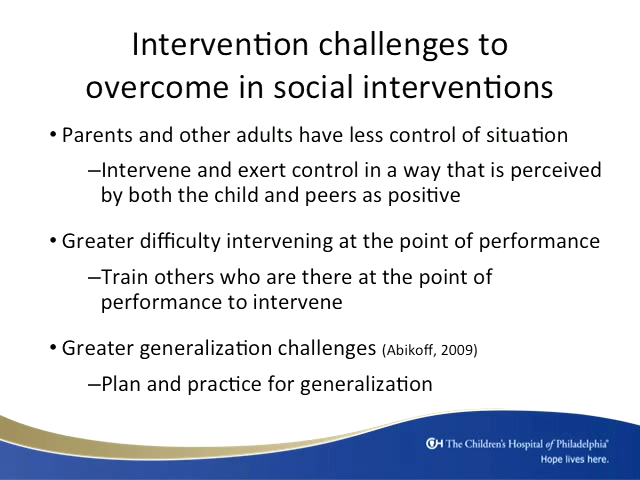 Intervention challenges to
overcome in social interventions
• Parents and other adults have less control of situation
–Intervene and exert control in a way that is perceived
by both the child and peers as positive
• Greater difficulty intervening at the point of performance
–Train others who are there at the point of
performance to intervene
• Greater generalization challenges (Abikoff, 2009)
–Plan and practice for generalization
CH The Children's Hospital of Philadelphia®
Hope lives here.